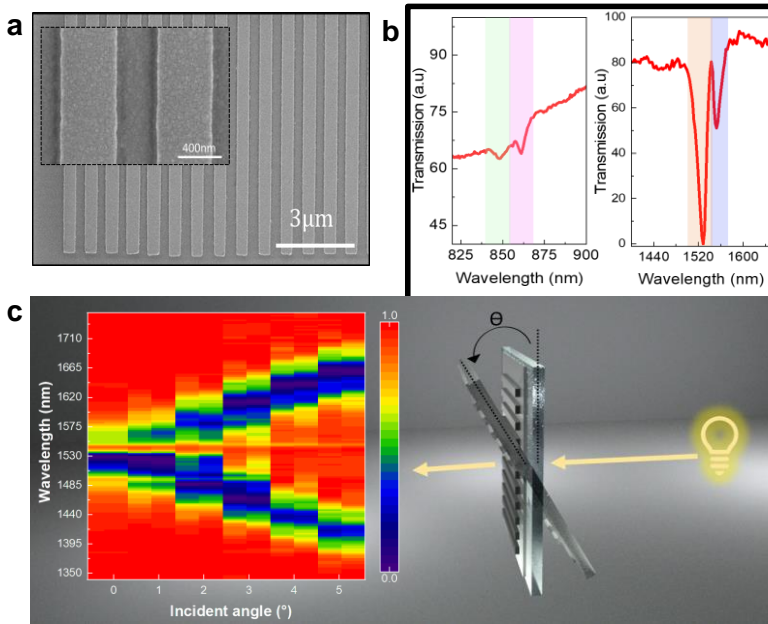 a
400nm
3μm
b
Transmission (a.u)
90
75
60
45
825
850
875
900
Wavelength (nm)
Transmission (a.u)
100
80
60
40
20
0
1440
1520
1600
Wavelength (nm)
c
Wavelength (nm)
1710
1665
1620
1575
1530
1485
1440
1395
1350
0
1
2
3
4
5
Incident angle (°)
1.0
0.0
Θ